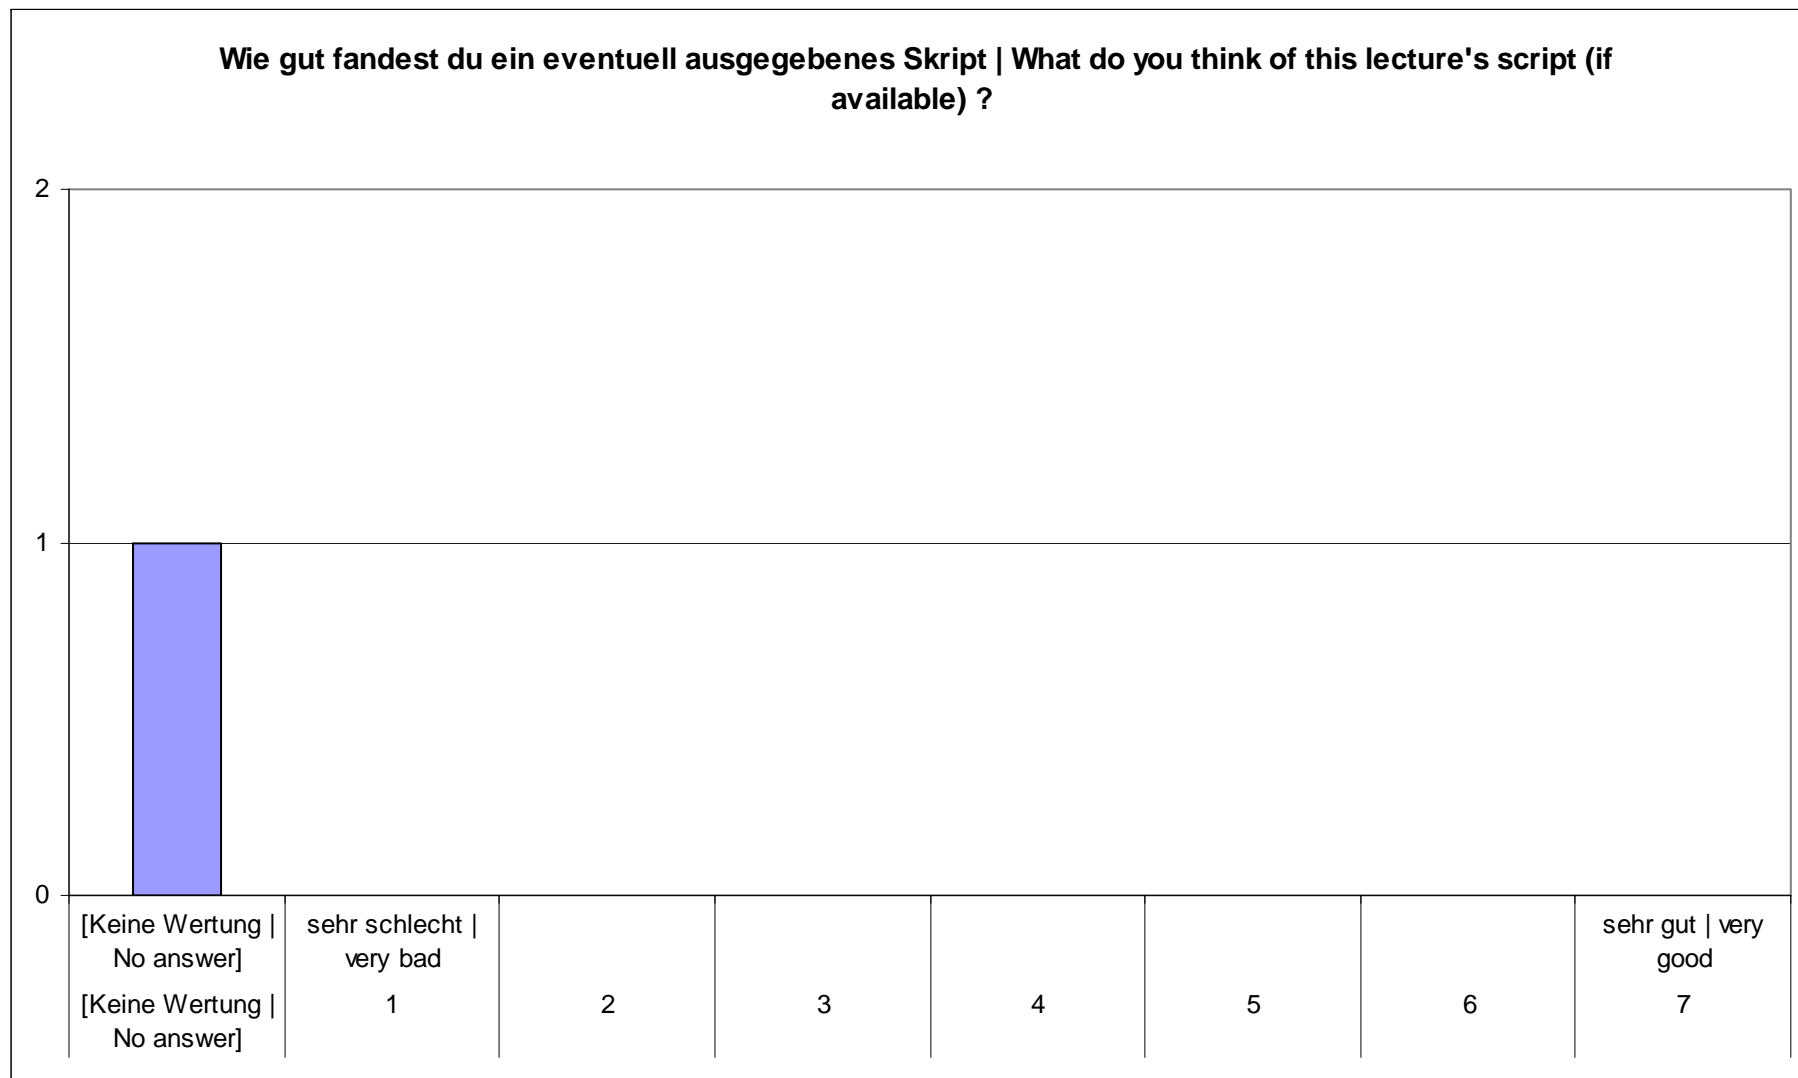 Wie gut fandest du ein eventuell ausgegebenes Skript | What do you think of this lecture's script (if
available) ?
2
1
0
[Keine Wertung |
No answer]
sehr schlecht |
very bad
sehr gut | very
good
[Keine Wertung |
No answer]
1
2
3
4
5
6
7